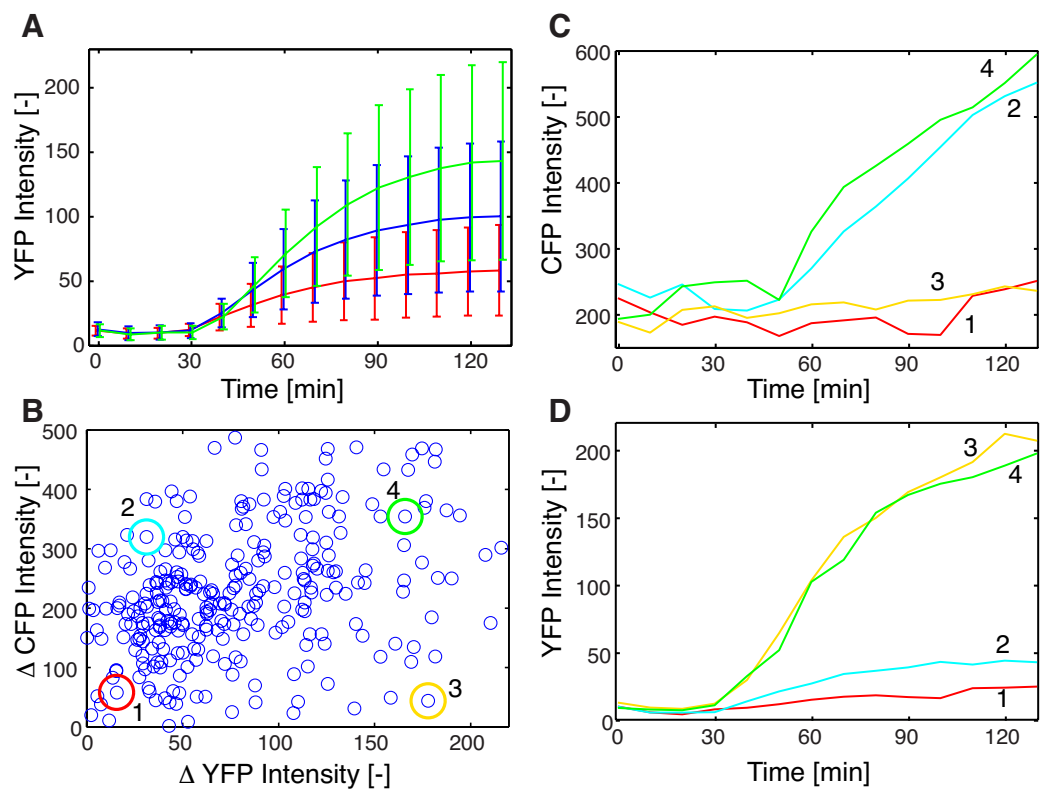 A
YFP Intensity [-]
200
150
100
50
0
0 30 60 90 120
Time [min]
B
Δ CFP Intensity [-]
500
400
300
200
100
0
2
4
1
3
0 50 100 150 200
Δ YFP Intensity [-]
C
CFP Intensity [-]
600
500
400
300
200
4
2
3
1
0 30 60 90 120
Time [min]
D
YFP Intensity [-]
200
150
100
50
0
3
4
2
1
0 30 60 90 120
Time [min]